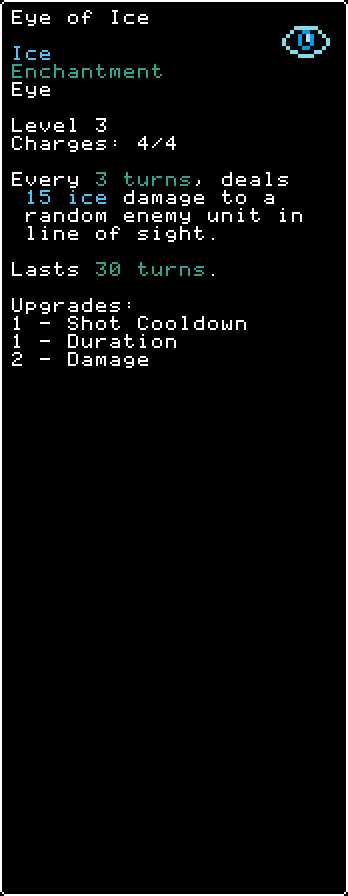 Eye of Ice
Ice
Enchantment
Eye
Level 3
Charges: 4/4
Every 3 turns, deals
15 ice damage to a
random enemy unit in
line of sight.
Lasts 30 turns.
Upgrades:
1 - Shot Cooldown
1 - Duration
2 - Damage